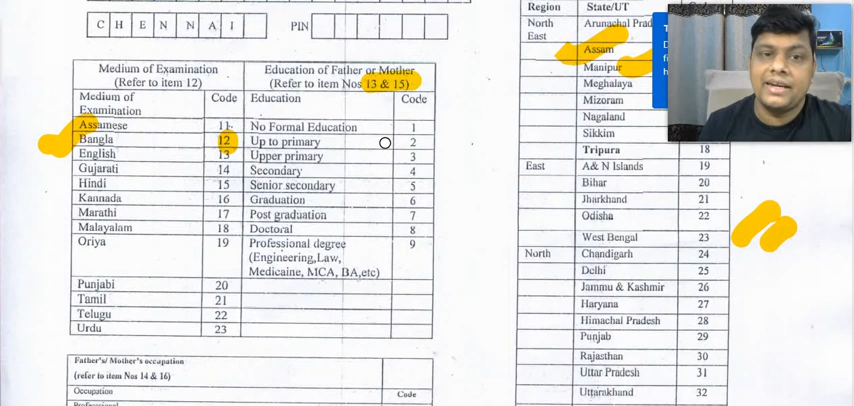 C H E N N A I PIN
Medium of Examination
(Refer to item 12)
Education of Father or Mother
(Refer to item Nos 13 & 15)
Medium of
Examination
Code
Education
Code
Assamese 11 No Formal Education 1
Bangla 12 Up to primary 2
English 13 Upper primary 3
Gujarati 14 Secondary 4
Hindi 15 Senior secondary 5
Kannada 16 Graduation 6
Marathi 17 Post graduation 7
Malayalam 18 Doctoral 8
Oriya 19 Professional degree 9
(Engineering,Law,
Medicaine, MCA, BA,etc)
Punjabi 20
Tamil 21
Telugu 22
Urdu 23
Father's/ Mother's occupation
(refer to item Nos 14 & 16)
Occupation Code
Professional
Region State/UT
North
East
Arunachal Prad
Assam
Manipur
Meghalaya
Mizoram
Nagaland
Sikkim
Tripura 18
East A& N Islands 19
Bihar 20
Jharkhand 21
Odisha 22
West Bengal 23
North Chandigarh 24
Delhi 25
Jammu & Kashmir 26
Haryana 27
Himachal Pradesh 28
Punjab 29
Rajasthan 30
Uttar Pradesh 31
Uttarakhand 32